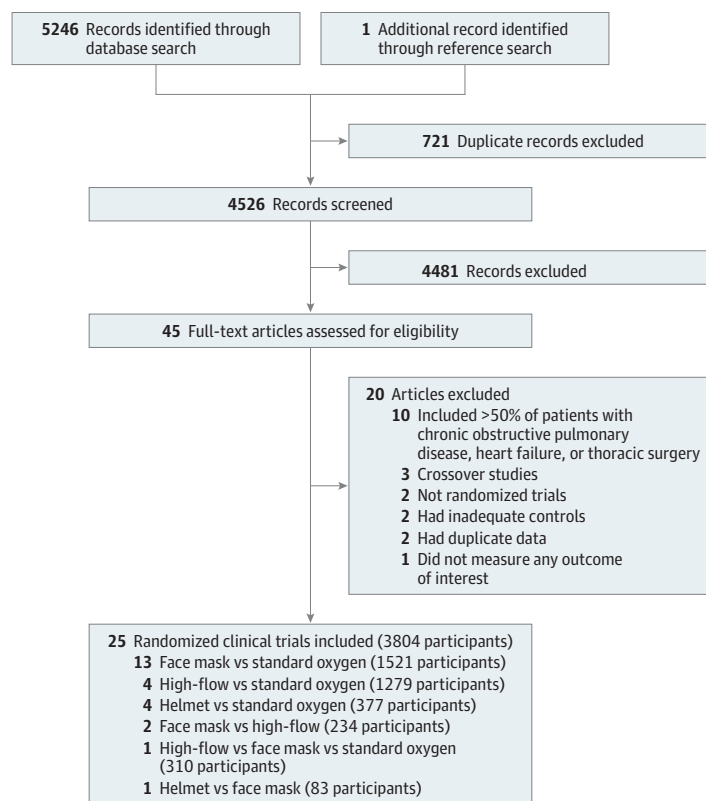 5246 Records identified through
database search
1 Additional record identified
through reference search
721 Duplicate records excluded
4526 Records screened
4481 Records excluded
45 Full-text articles assessed for eligibility
20 Articles excluded
10 Included >50% of patients with
chronic obstructive pulmonary
disease, heart failure, or thoracic surgery
3 Crossover studies
2 Not randomized trials
2 Had inadequate controls
2 Had duplicate data
1 Did not measure any outcome
of interest
25 Randomized clinical trials included (3804 participants)
13 Face mask vs standard oxygen (1521 participants)
4 High-flow vs standard oxygen (1279 participants)
4 Helmet vs standard oxygen (377 participants)
2 Face mask vs high-flow (234 participants)
1 High-flow vs face mask vs standard oxygen
(310 participants)
1 Helmet vs face mask (83 participants)